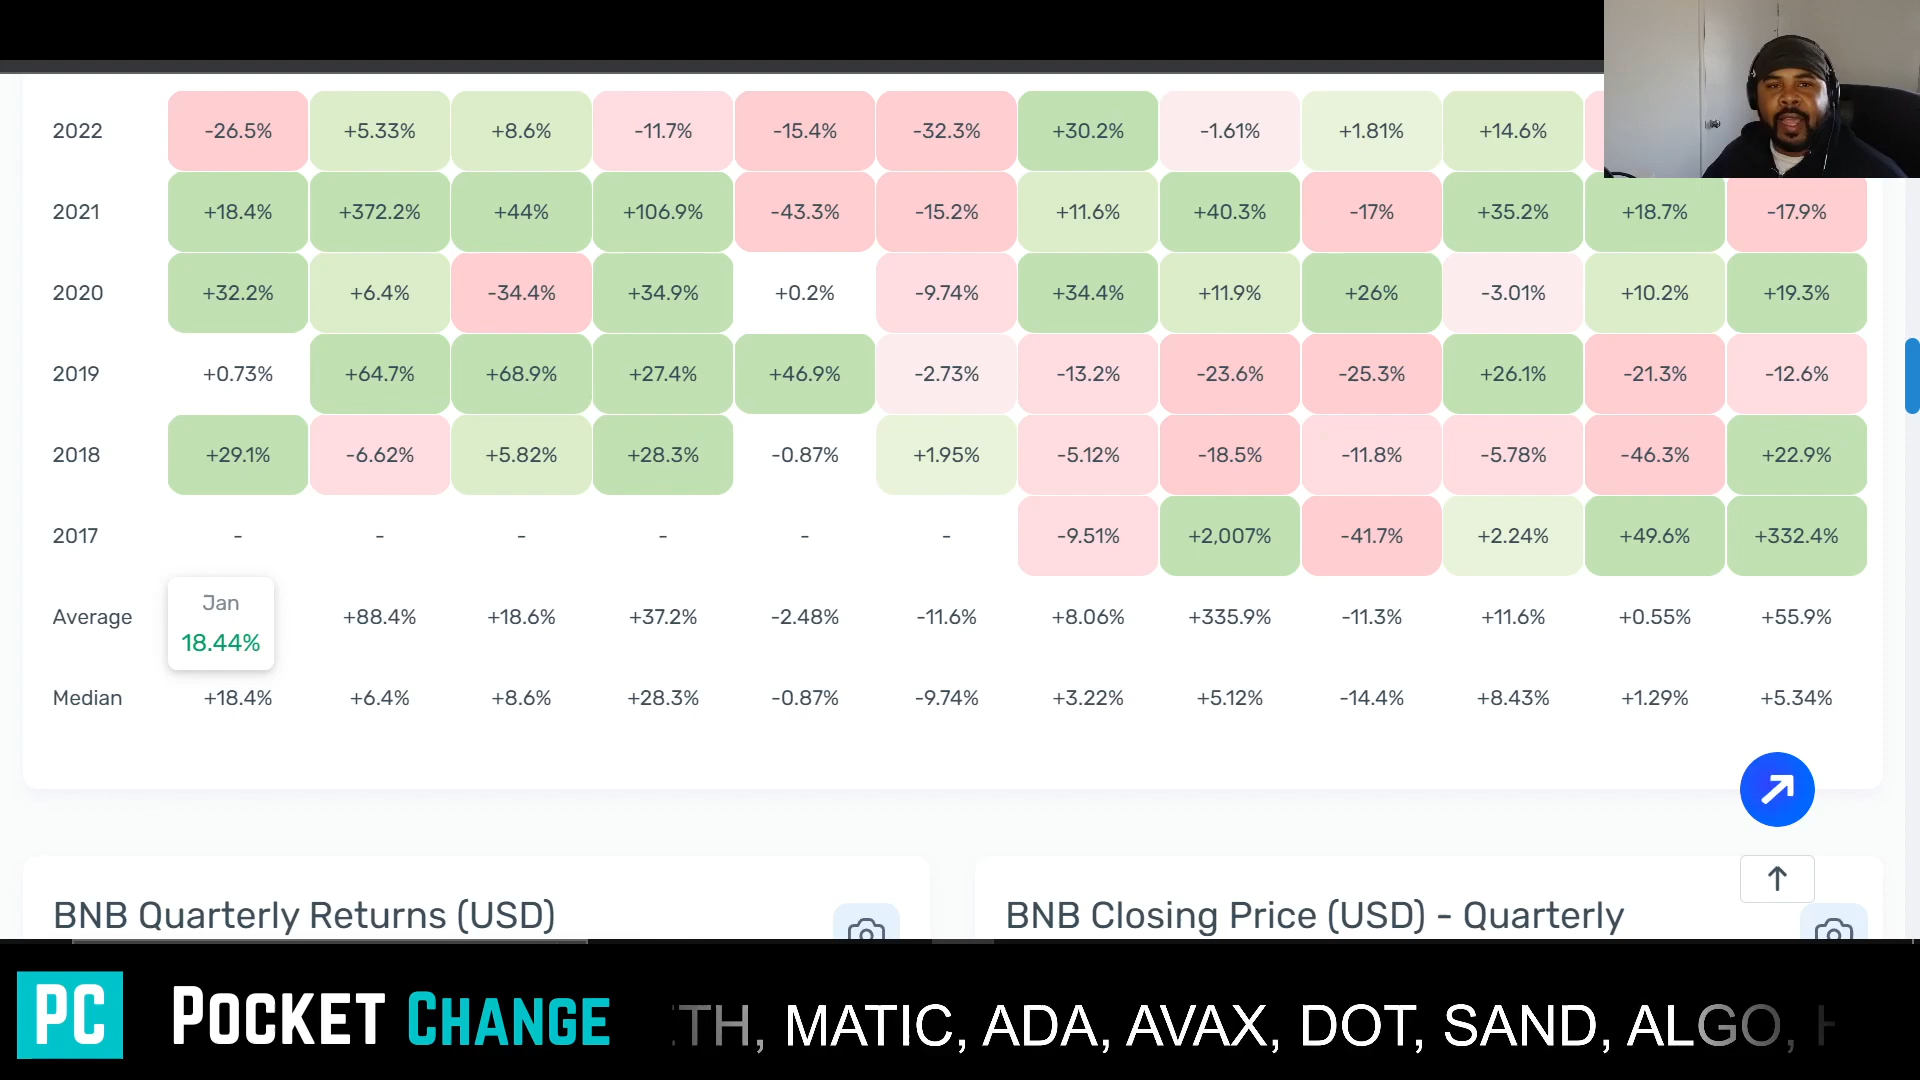 2022 -26.5% +5.33% +8.6% -11.7% -15.4% -32.3% +30.2% -1.61% +1.81% +14.6%
2021 +18.4% +372.2% +44% +106.9% -43.3% -15.2% +11.6% +40.3% -17% +35.2% +18.7% -17.9%
2020 +32.2% +6.4% -34.4% +34.9% +0.2% -9.74% +34.4% +11.9% +26% -3.01% +10.2% +19.3%
2019 +0.73% +64.7% +68.9% +27.4% +46.9% -2.73% -13.2% -23.6% -25.3% +26.1% -21.3% -12.6%
2018 +29.1% -6.62% +5.82% +28.3% -0.87% +1.95% -5.12% -18.5% -11.8% -5.78% -46.3% +22.9%
2017 - - - - - - -9.51% +2,007% -41.7% +2.24% +49.6% +332.4%
Jan
18.44%
Average +88.4% +18.6% +37.2% -2.48% -11.6% +8.06% +335.9% -11.3% +11.6% +0.55% +55.9%
Median +18.4% +6.4% +8.6% +28.3% -0.87% -9.74% +3.22% +5.12% -14.4% +8.43% +1.29% +5.34%
BNB Quarterly Returns (USD)
BNB Closing Price (USD) - Quarterly
PC POCKET CHANGE
TH, MATIC, ADA, AVAX, DOT, SAND, ALGO,